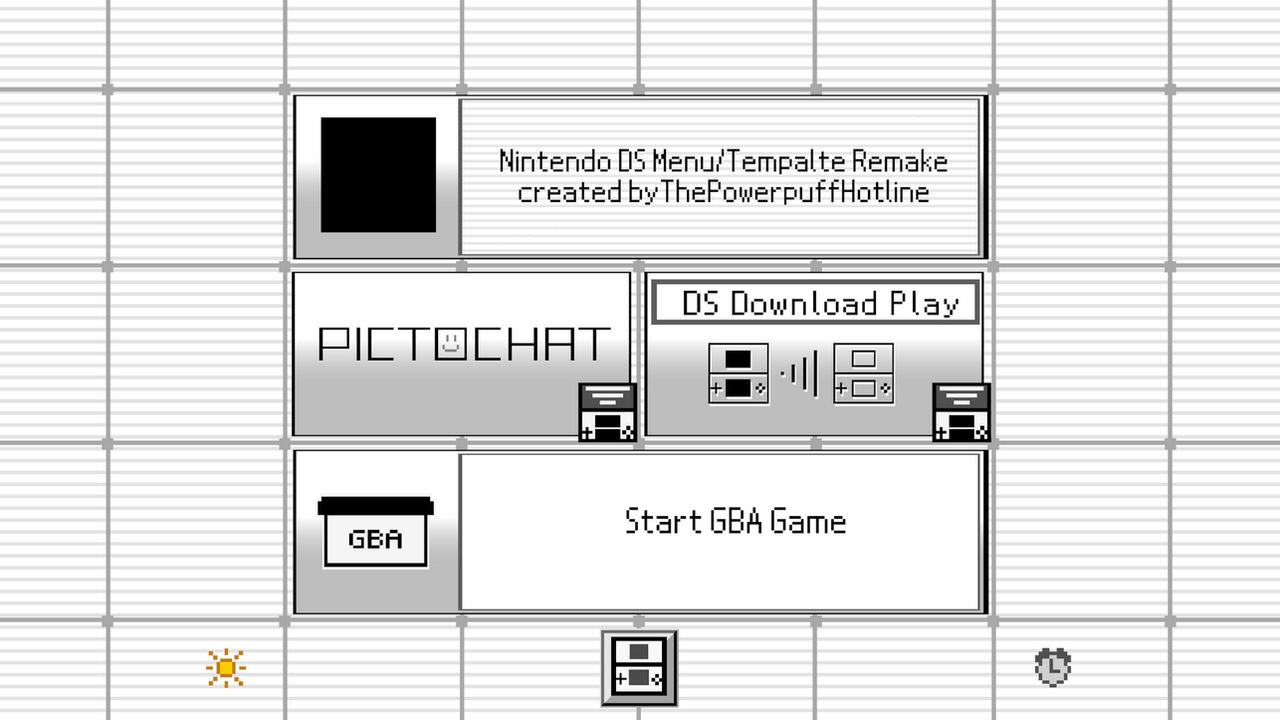 Nintendo DS Menu/Tempalte Remake
created byThePowerpuffHotline
PICTOCHAT
DS Download Play
GBA
Start GBA Game